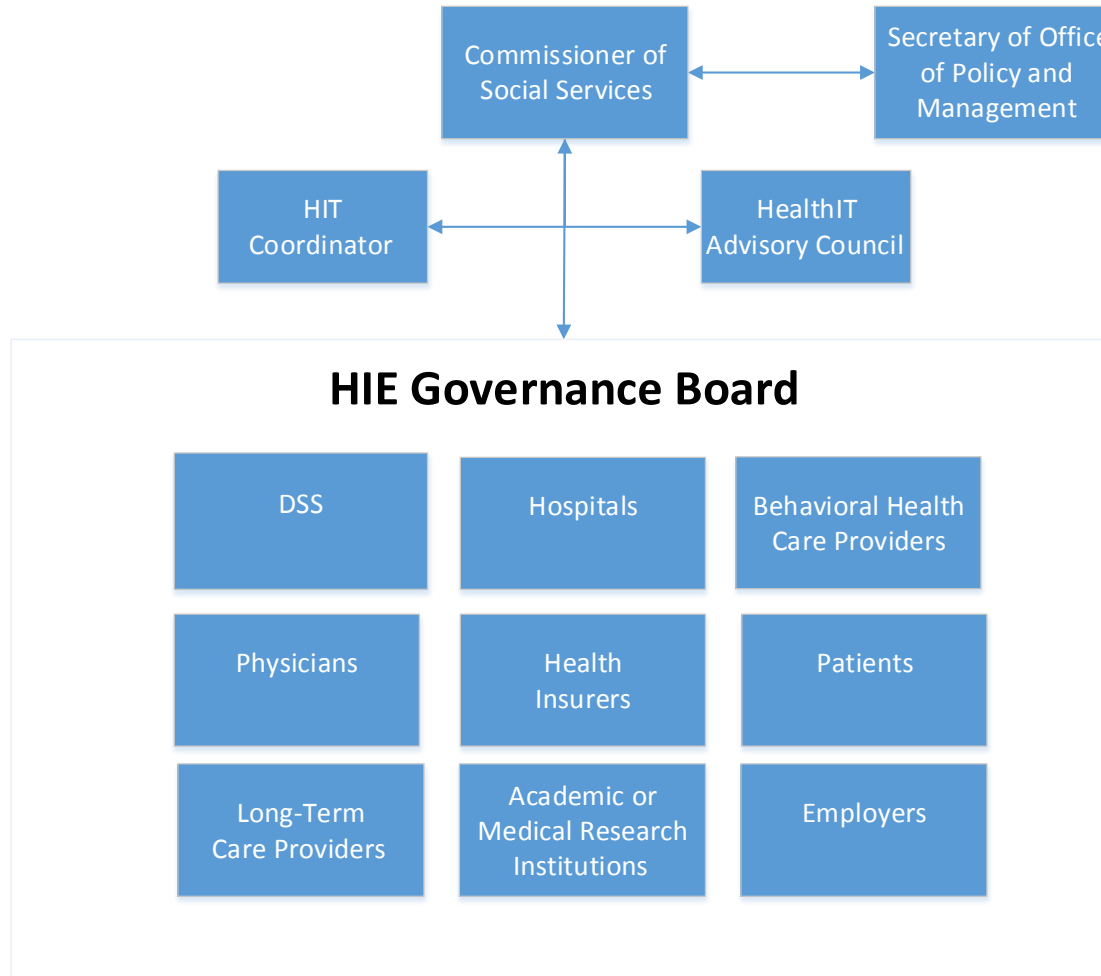 Commissioner of
Social Services
Secretary of Office
of Policy and
Management
HIT
Coordinator
HealthIT
Advisory Council
HIE Governance Board
DSS
Hospitals
Behavioral Health
Care Providers
Physicians
Health
Insurers
Patients
Long-Term
Care Providers
Academic or
Medical Research
Institutions
Employers